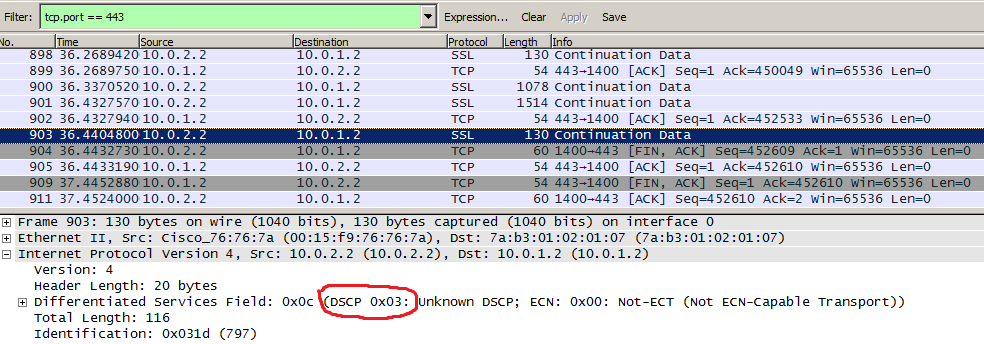 Filter: tcp.port == 443 Expression... Clear Apply Save
No. Time Source Destination Protocol Length Info
898 36.2689420 10.0.2.2 10.0.1.2 SSL 130 Continuation Data
899 36.2689750 10.0.1.2 10.0.2.2 TCP 54 443→1400 [ACK] Seq=1 Ack=450049 Win=65536 Len=0
900 36.3370520 10.0.2.2 10.0.1.2 SSL 1078 Continuation Data
901 36.4327570 10.0.2.2 10.0.1.2 SSL 1514 Continuation Data
902 36.4327940 10.0.1.2 10.0.2.2 TCP 54 443→1400 [ACK] Seq=1 Ack=452533 Win=65536 Len=0
903 36.4404800 10.0.2.2 10.0.1.2 SSL 130 Continuation Data
904 36.4432730 10.0.2.2 10.0.1.2 TCP 60 1400→443 [FIN, ACK] Seq=452609 Ack=1 Win=65536 Len=0
905 36.4433190 10.0.1.2 10.0.2.2 TCP 54 443→1400 [ACK] Seq=1 Ack=452610 Win=65536 Len=0
909 37.4452880 10.0.1.2 10.0.2.2 TCP 54 443→1400 [FIN, ACK] Seq=1 Ack=452610 Win=65536 Len=0
911 37.4524000 10.0.2.2 10.0.1.2 TCP 60 1400→443 [ACK] Seq=452610 Ack=2 Win=65536 Len=0
Frame 903: 130 bytes on wire (1040 bits), 130 bytes captured (1040 bits) on interface 0
Ethernet II, Src: Cisco_76:76:7a (00:15:f9:76:76:7a), Dst: 7a:b3:01:02:01:07 (7a:b3:01:02:01:07)
Internet Protocol Version 4, Src: 10.0.2.2 (10.0.2.2), Dst: 10.0.1.2 (10.0.1.2)
Version: 4
Header Length: 20 bytes
Differentiated Services Field: 0x0c (DSCP 0x03: Unknown DSCP; ECN: 0x00: Not-ECT (Not ECN-Capable Transport))
Total Length: 116
Identification: 0x031d (797)